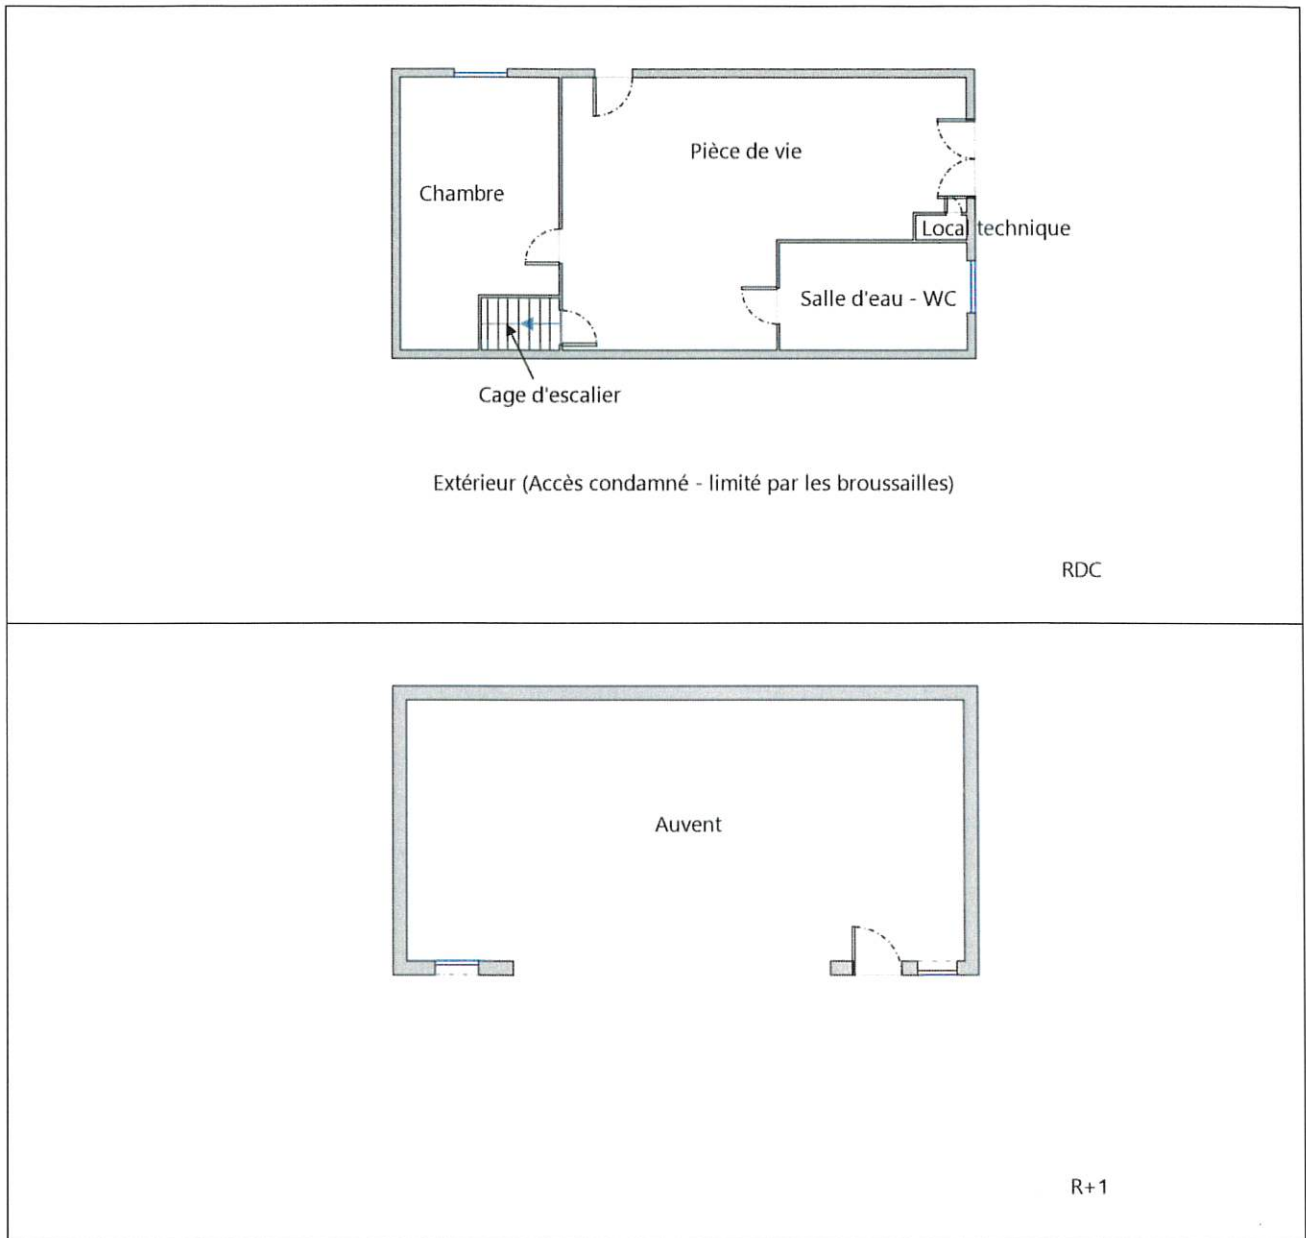 Pièce de vie
Chambre
Local technique
Salle d'eau - WC
Cage d'escalier
Extérieur (Accès condamné - limité par les broussailles)
RDC
Auvent
R+1